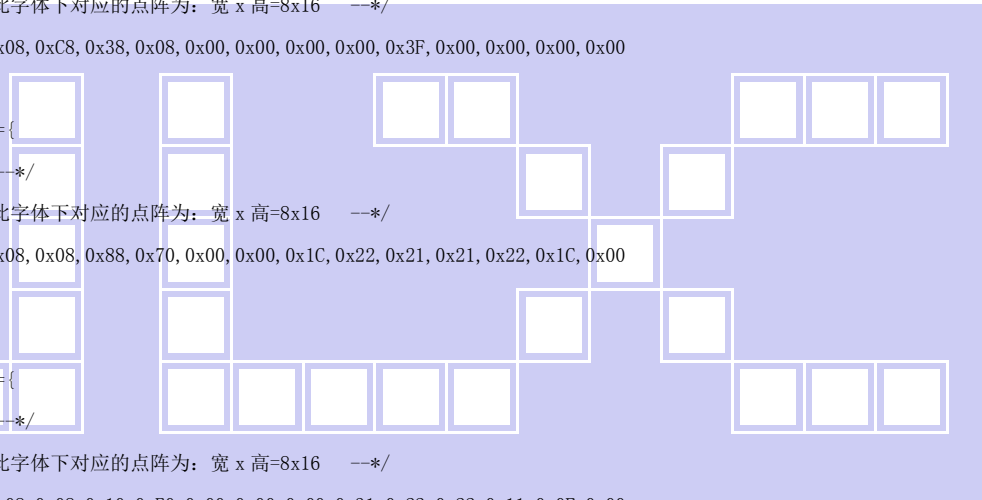 此字体下对应的点阵为：宽 x 高=8x16   --*/
x08,0xC8,0x38,0x08,0x00,0x00,0x00,0x00,0x3F,0x00,0x00,0x00,0x00
={
--*/
此字体下对应的点阵为：宽 x 高=8x16   --*/
x08,0x08,0x88,0x70,0x00,0x00,0x1C,0x22,0x21,0x21,0x22,0x1C,0x00
={
--*/
此字体下对应的点阵为：宽 x 高=8x16   --*/